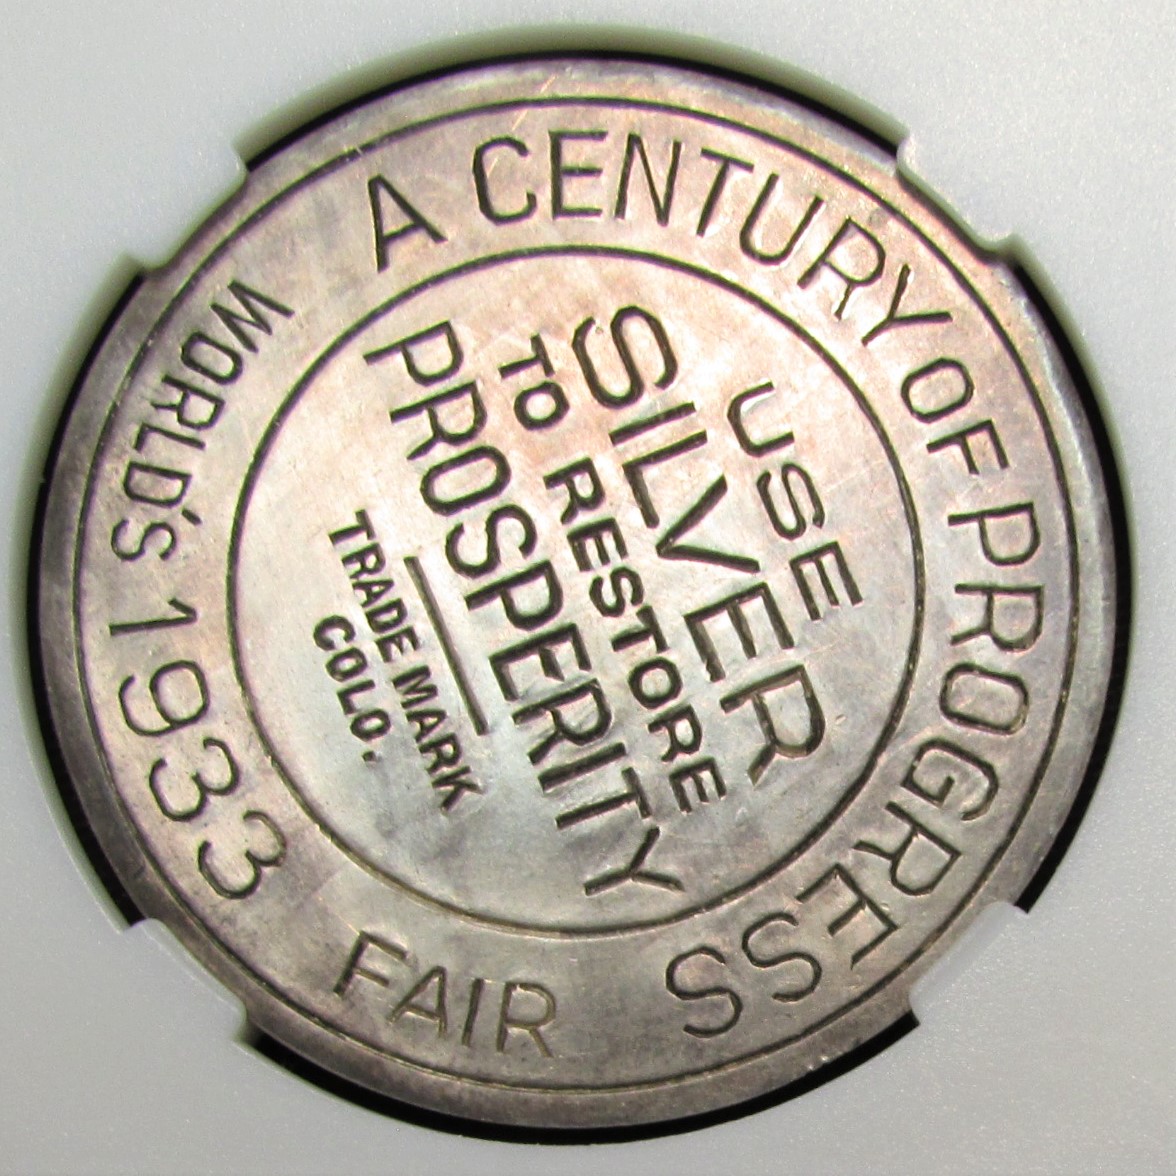 A CENTURY OF PROGRESS
WORLD'S 1933 FAIR
USE
SILVER
TO RESTORE
PROSPERITY
TRADE MARK
COLO.